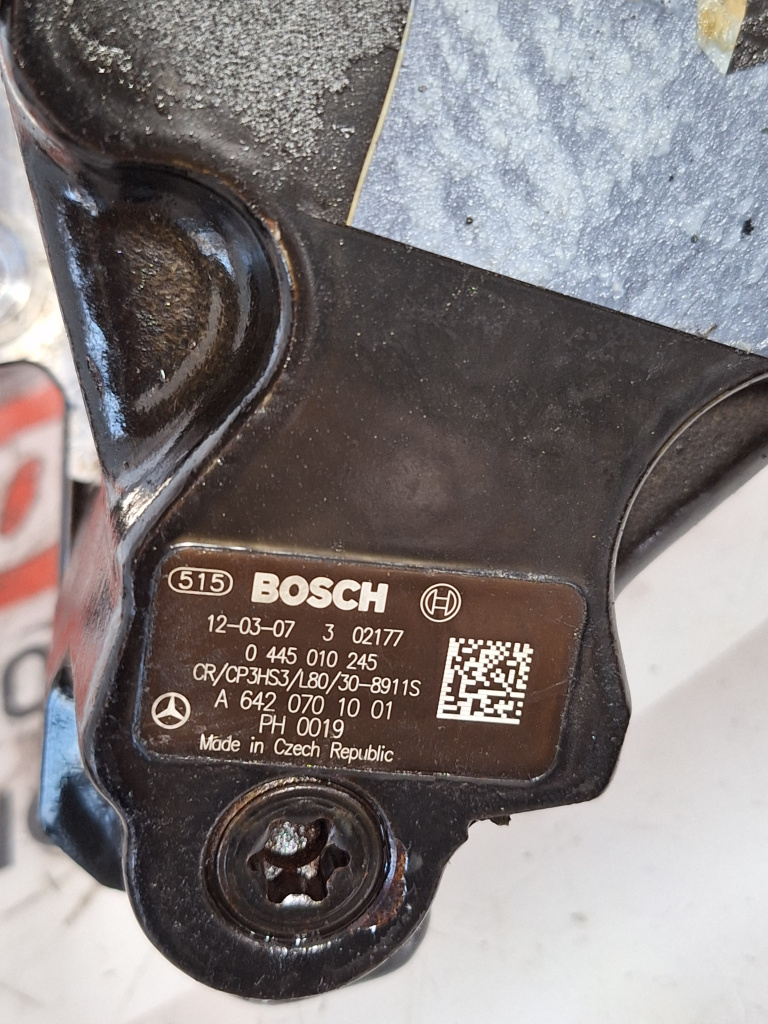 515 BOSCH
12-03-07 3 02177
0 445 010 245
CR/CP3HS3/L80/30-8911S
A 642 070 10 01
PH 0019
Made in Czech Republic